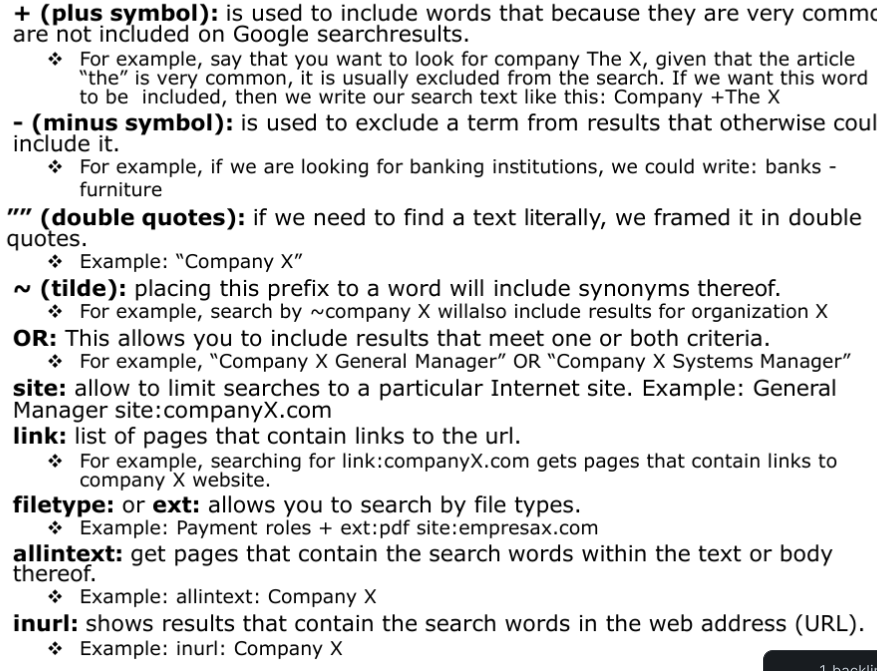 + (plus symbol): is used to include words that because they are very commo
are not included on Google searchresults.
❖ For example, say that you want to look for company The X, given that the article
“the” is very common, it is usually excluded from the search. If we want this word
to be included, then we write our search text like this: Company +The X
- (minus symbol): is used to exclude a term from results that otherwise coul
include it.
❖ For example, if we are looking for banking institutions, we could write: banks -
furniture
”” (double quotes): if we need to find a text literally, we framed it in double
quotes.
❖ Example: “Company X”
~ (tilde): placing this prefix to a word will include synonyms thereof.
❖ For example, search by ~company X willalso include results for organization X
OR: This allows you to include results that meet one or both criteria.
❖ For example, “Company X General Manager” OR “Company X Systems Manager”
site: allow to limit searches to a particular Internet site. Example: General
Manager site:companyX.com
link: list of pages that contain links to the url.
❖ For example, searching for link:companyX.com gets pages that contain links to
company X website.
filetype: or ext: allows you to search by file types.
❖ Example: Payment roles + ext:pdf site:empresax.com
allintext: get pages that contain the search words within the text or body
thereof.
❖ Example: allintext: Company X
inurl: shows results that contain the search words in the web address (URL).
❖ Example: inurl: Company X